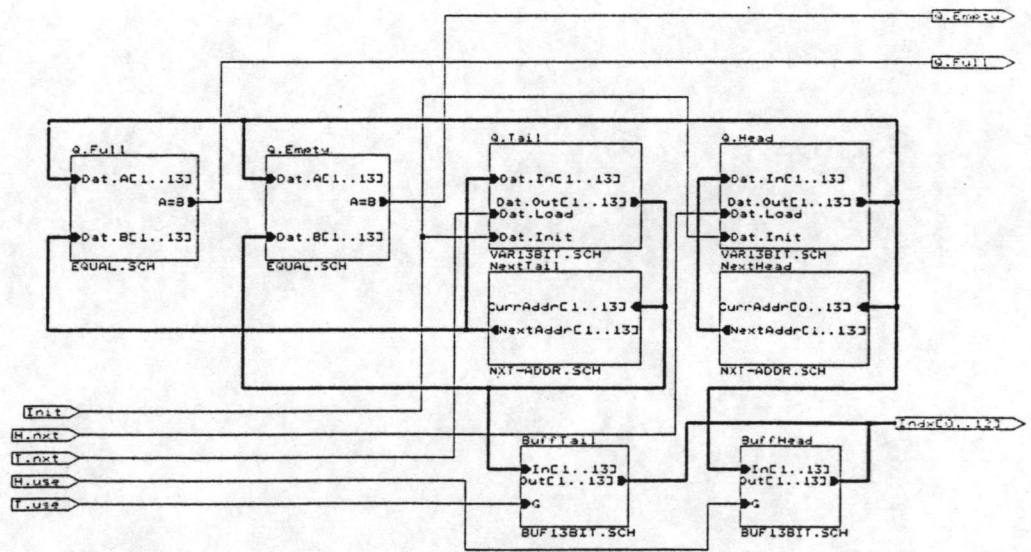 Q.Empty
Q.Full
Q.Full
Dat.A[1..13]
A=B
Dat.B[1..13]
EQUAL.SCH
Q.Empty
Dat.A[1..13]
A=B
Dat.B[1..13]
EQUAL.SCH
Q.Tail
Dat.In[1..13]
Dat.Out[1..13]
Dat.Load
Dat.Init
VAR13BIT.SCH
Q.Head
Dat.In[1..13]
Dat.Out[1..13]
Dat.Load
Dat.Init
VAR13BIT.SCH
NextTail
CurrAddr[1..13]
NextAddr[1..13]
NXT-ADDR.SCH
NextHead
CurrAddr[0..13]
NextAddr[1..13]
NXT-ADDR.SCH
Init
H.nxt
T.nxt
H.use
T.use
BuffTail
In[1..13]
Out[1..13]
G
BUF13BIT.SCH
BuffHead
In[1..13]
Out[1..13]
G
BUF13BIT.SCH
Indx[0..12]